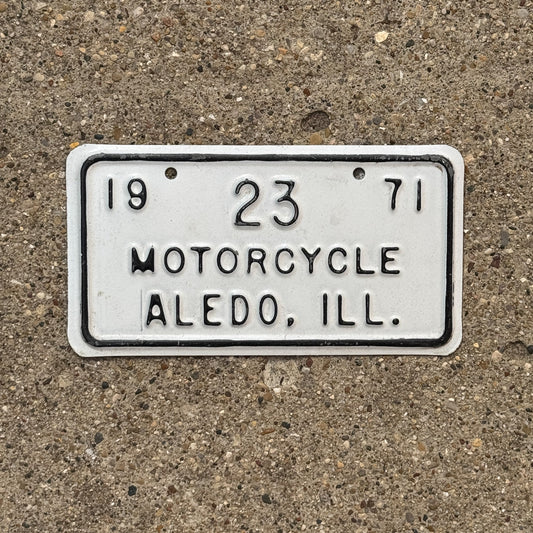 19 23 71
MOTORCYCLE
ALEDO, ILL.